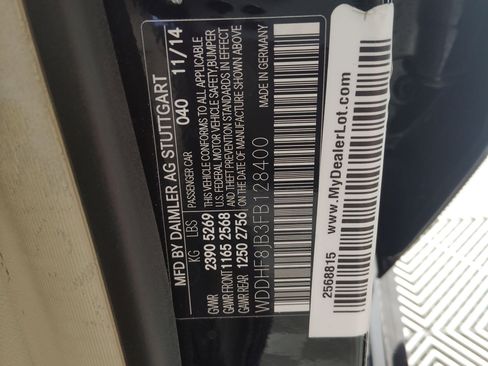 MFD BY DAIMLER AG STUTTGART
040 11/14
PASSENGER CAR
KG LBS
GVWR 2390 5269
GAWR FRONT 1165 2568
GAWR REAR 1250 2756
THIS VEHICLE CONFORMS TO ALL APPLICABLE
U.S. FEDERAL MOTOR VEHICLE SAFETY, BUMPER
AND THEFT PREVENTION STANDARDS IN EFFECT
ON THE DATE OF MANUFACTURE SHOWN ABOVE
WDDHF8JB3FB128400
MADE IN GERMANY
2568815
www.MyDealerLot.com